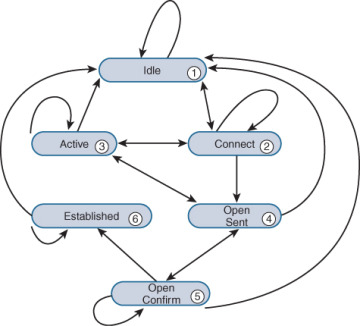 Idle
1
Active
3
Connect
2
Established
6
Open
Sent
4
Open
Confirm
5